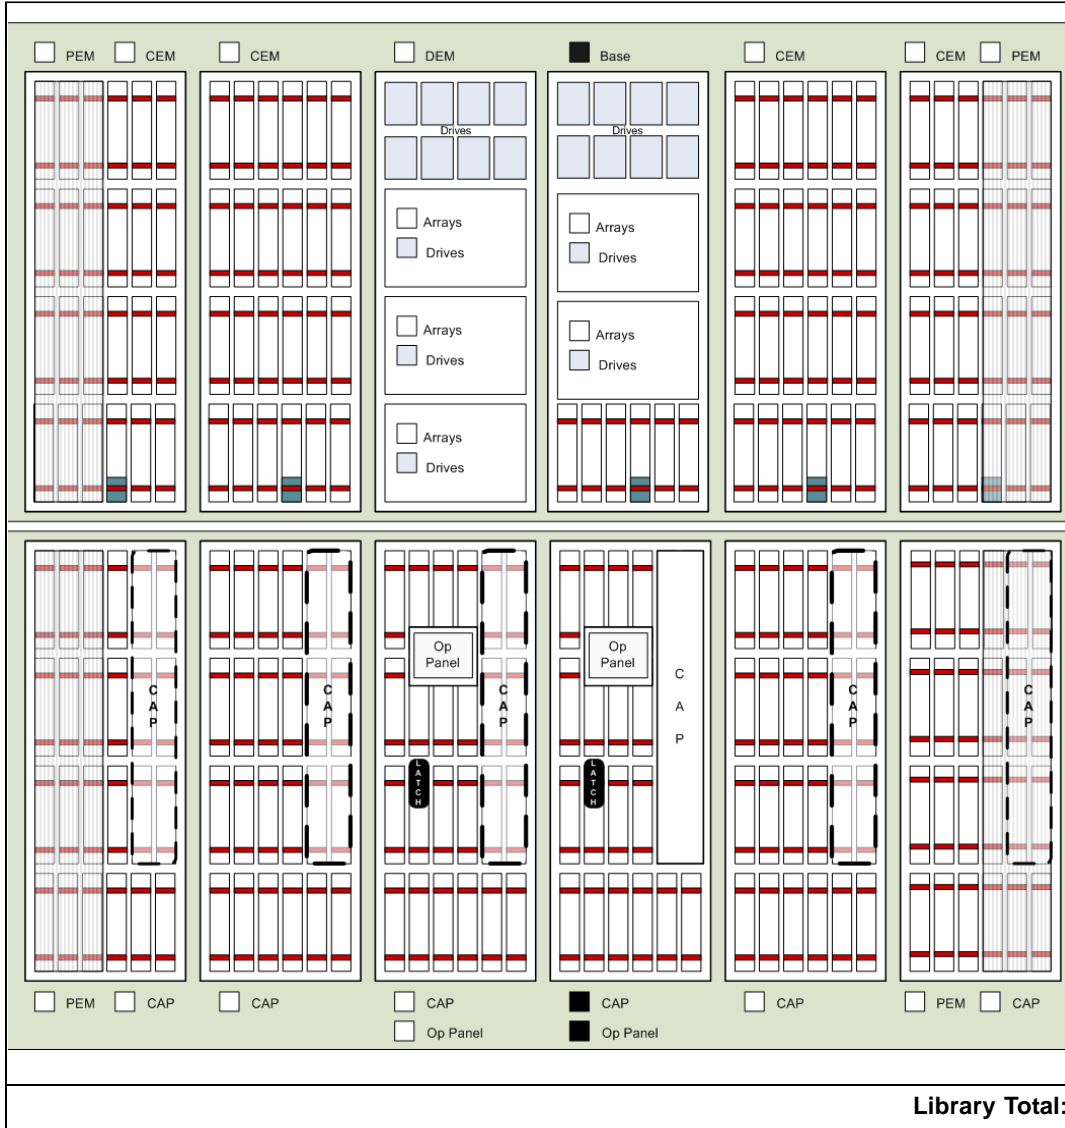 PEM CEM CEM DEM Base CEM CEM PEM
Drives Drives
Arrays Arrays
Drives Drives
Arrays Arrays
Drives Drives
Arrays
Drives
Op Panel
Op Panel
CAP CAP CAP CAP CAP CAP
LATCH LATCH
PEM CAP CAP CAP CAP CAP PEM CAP
Op Panel Op Panel
Library Total: